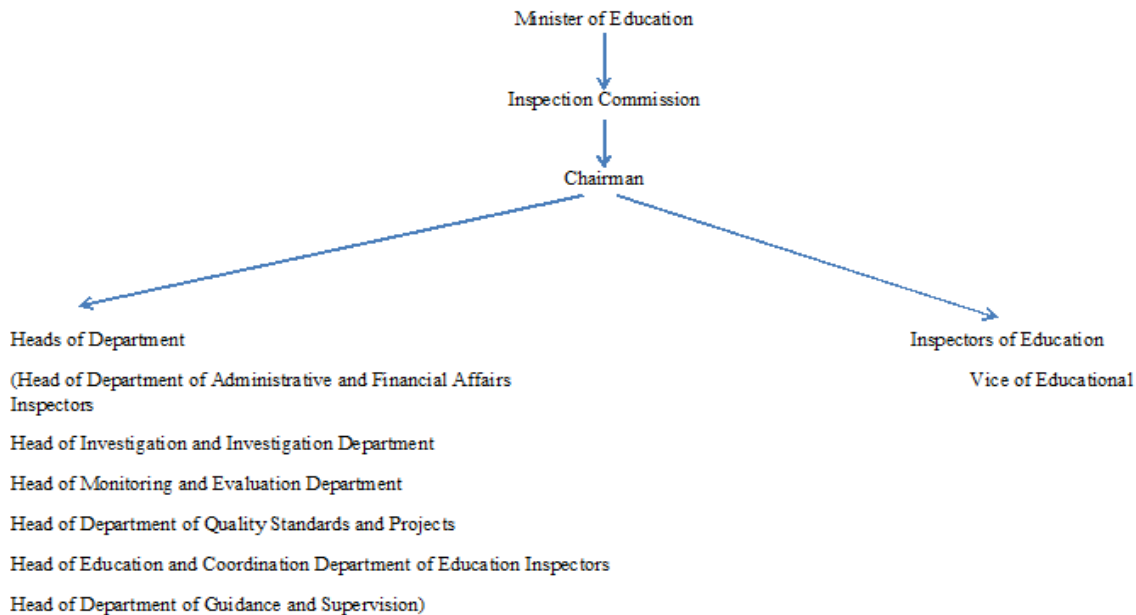 Minister of Education
Inspection Commission
Chairman
Heads of Department
Inspectors of Education
(Head of Department of Administrative and Financial Affairs
Inspectors
Vice of Educational
Head of Investigation and Investigation Department
Head of Monitoring and Evaluation Department
Head of Department of Quality Standards and Projects
Head of Education and Coordination Department of Education Inspectors
Head of Department of Guidance and Supervision)